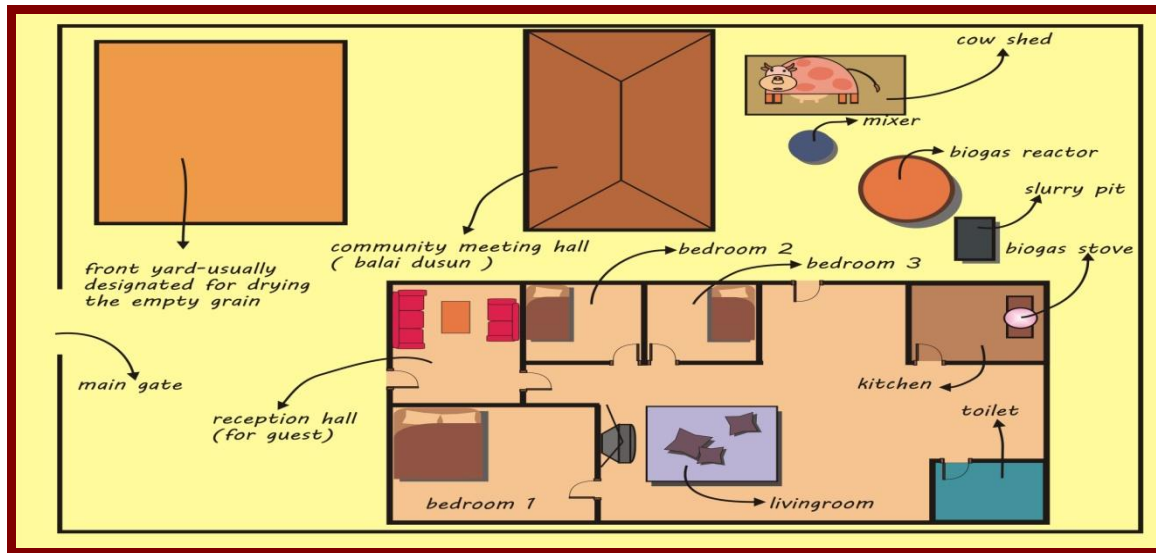 cow shed
mixer
biogas reactor
slurry pit
community meeting hall
( balai dusun )
bedroom 2
bedroom 3
biogas stove
front yard-usually
designated for drying
the empty grain
main gate
reception hall
(for guest)
kitchen
toilet
bedroom 1
livingroom